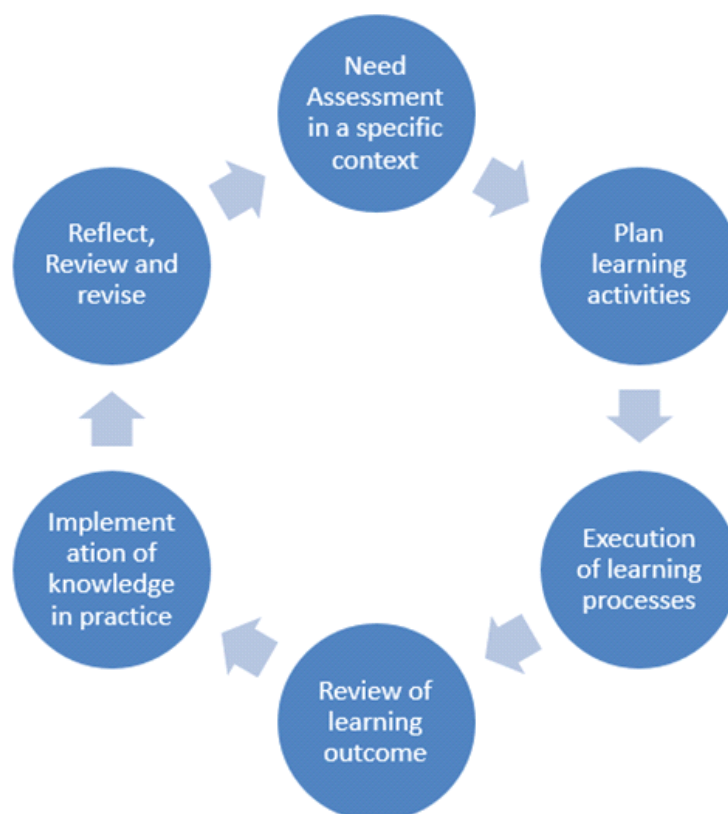 Need
Assessment
in a specific
context
Plan
learning
activities
Execution
of learning
processes
Review of
learning
outcome
Implement
ation of
knowledge
in practice
Reflect,
Review and
revise